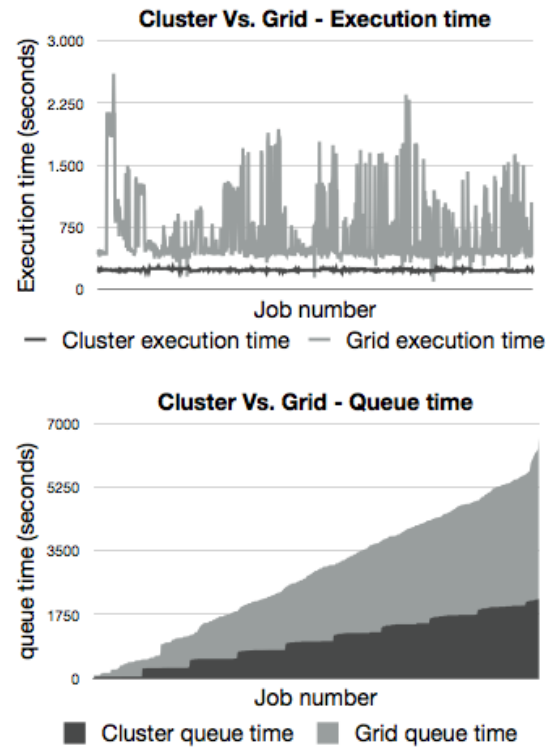 Cluster Vs. Grid - Execution time
Execution time (seconds)
3.000
2.250
1.500
750
0
Job number
Cluster execution time Grid execution time
Cluster Vs. Grid - Queue time
queue time (seconds)
7000
5250
3500
1750
0
Job number
Cluster queue time Grid queue time